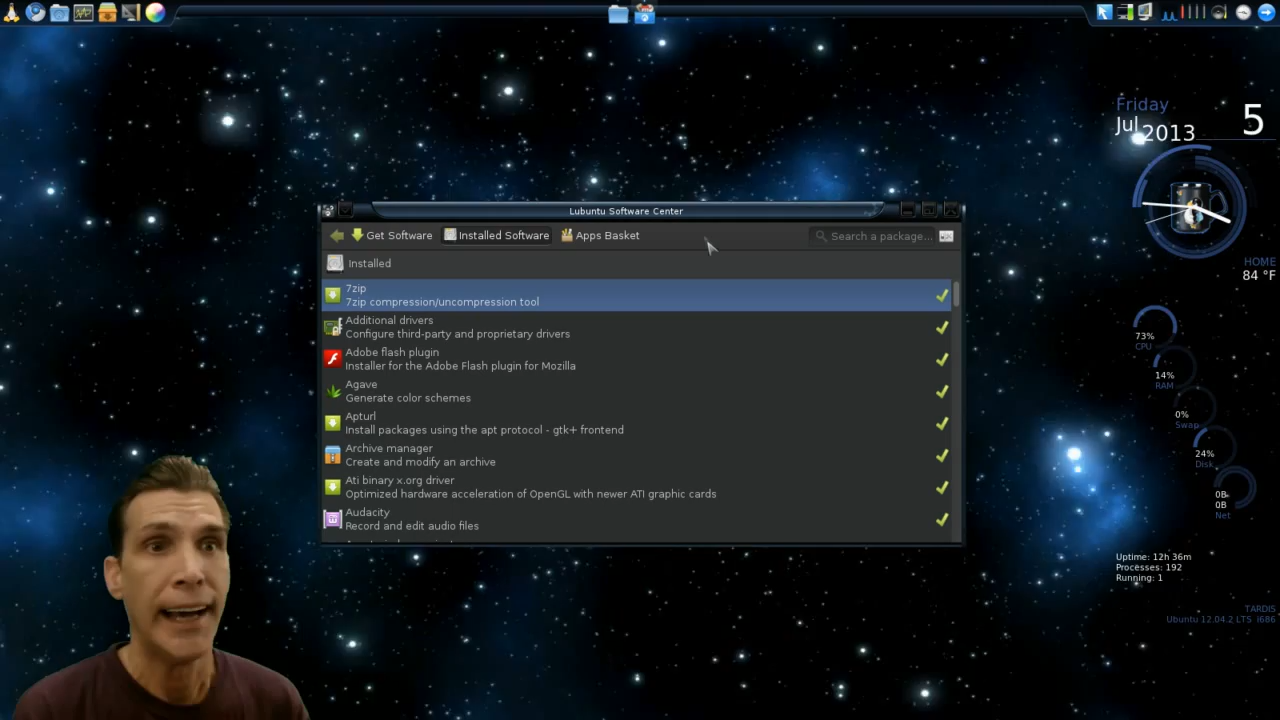 Friday
Jul 2013 5
Lubuntu Software Center
Get Software Installed Software Apps Basket Search a package...
Installed
7zip
7zip compression/uncompression tool
Additional drivers
Configure third-party and proprietary drivers
Adobe flash plugin
Installer for the Adobe Flash plugin for Mozilla
Agave
Generate color schemes
Apturl
Install packages using the apt protocol - gtk+ frontend
Archive manager
Create and modify an archive
Ati binary x.org driver
Optimized hardware acceleration of OpenGL with newer ATI graphic cards
Audacity
Record and edit audio files
HOME
84 °F
73%
CPU
14%
RAM
0%
Swap
24%
Disk
0B
0B
Net
Uptime: 12h 36m
Processes: 192
Running: 1
TARDIS
Ubuntu 12.04.2 LTS i686